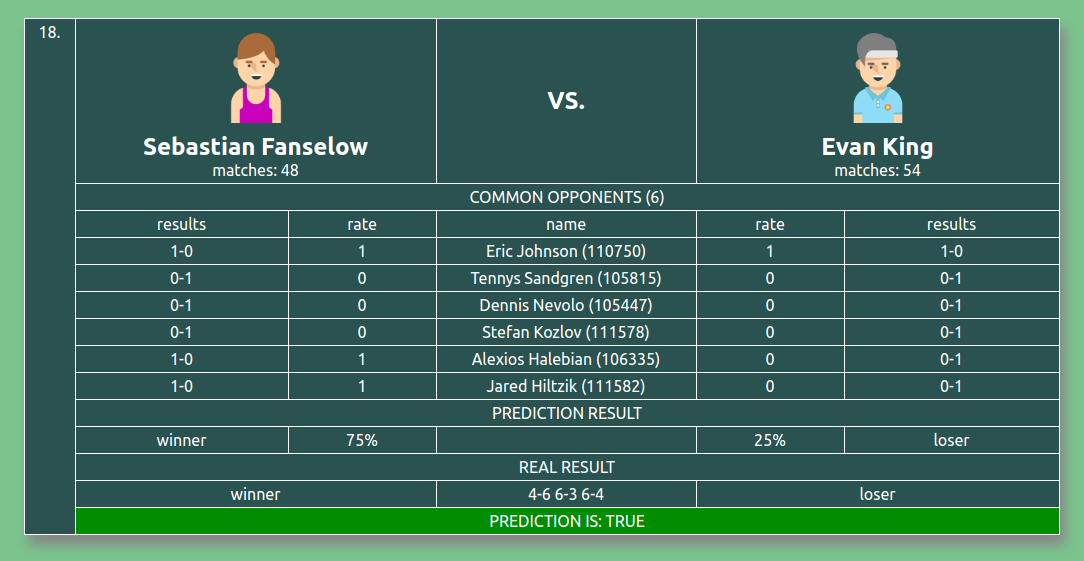 18.
VS.
Sebastian Fanselow Evan King
matches: 48 matches: 54
COMMON OPPONENTS (6)
results rate name rate results
1-0 1 Eric Johnson (110750) 1 1-0
0-1 0 Tennys Sandgren (105815) 0 0-1
0-1 0 Dennis Nevolo (105447) 0 0-1
0-1 0 Stefan Kozlov (111578) 0 0-1
1-0 1 Alexios Halebian (106335) 0 0-1
1-0 1 Jared Hiltzik (111582) 0 0-1
PREDICTION RESULT
winner 75% 25% loser
REAL RESULT
winner 4-6 6-3 6-4 loser
PREDICTION IS: TRUE